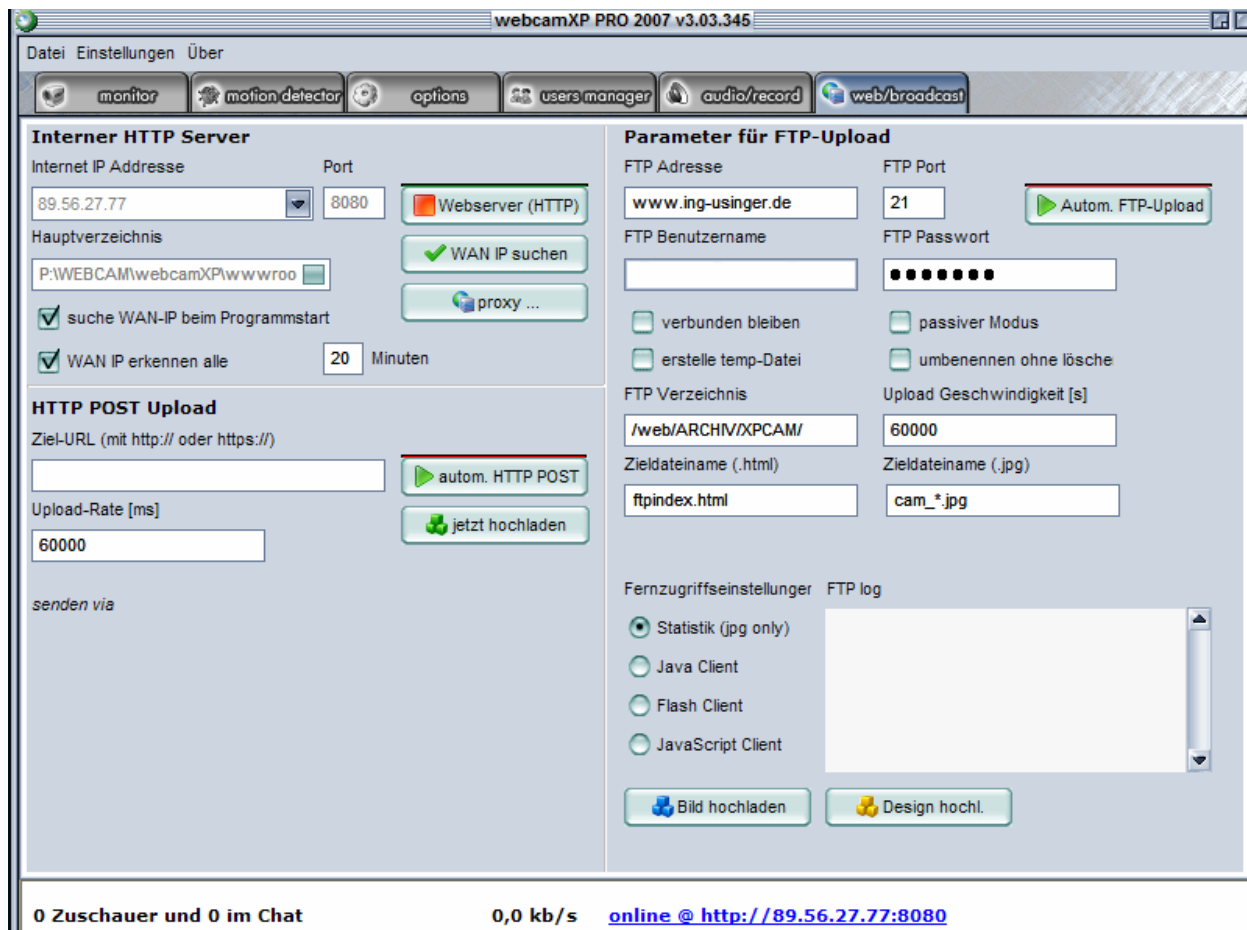 webcamXP PRO 2007 v3.03.345
Datei Einstellungen Über
monitor motion detector options users manager audio/record web/broadcast
Interner HTTP Server
Internet IP Addresse Port
89.56.27.77 8080 Webserver (HTTP)
Hauptverzeichnis
WAN IP suchen
P:\WEBCAM\webcamXP\wwwroo
proxy ...
suche WAN-IP beim Programmstart
WAN IP erkennen alle 20 Minuten
HTTP POST Upload
Ziel-URL (mit http:// oder https://)
autom. HTTP POST
Upload-Rate [ms]
jetzt hochladen
60000
senden via
Parameter für FTP-Upload
FTP Adresse FTP Port
www.ing-usinger.de 21 Autom. FTP-Upload
FTP Benutzername FTP Passwort
verbunden bleiben passiver Modus
erstelle temp-Datei umbenennen ohne lösche
FTP Verzeichnis Upload Geschwindigkeit [s]
/web/ARCHIV/XPCAM/ 60000
Zieldateiname (.html) Zieldateiname (.jpg)
ftpindex.html cam_*.jpg
Fernzugriffseinstellunger FTP log
Statistik (jpg only)
Java Client
Flash Client
JavaScript Client
Bild hochladen Design hochl.
0 Zuschauer und 0 im Chat 0,0 kb/s online @ http://89.56.27.77:8080